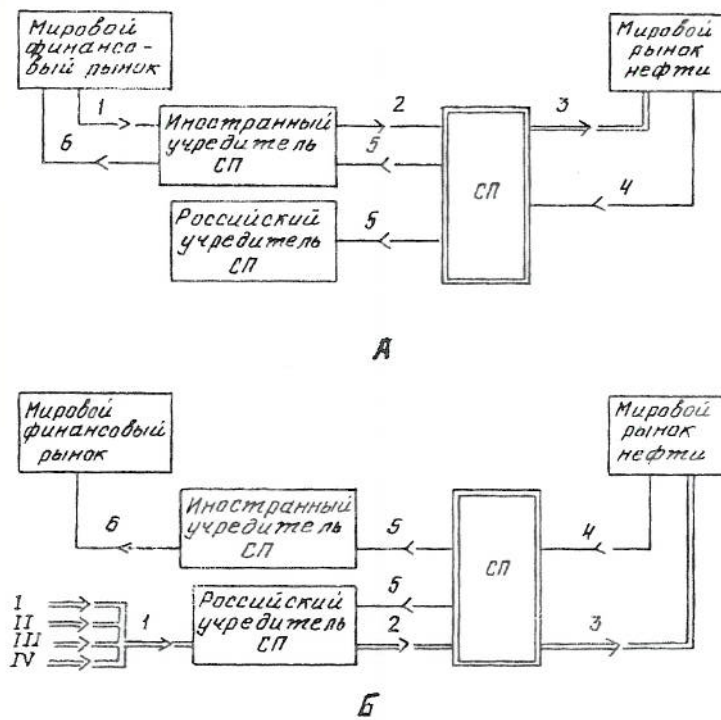 Мировой
финансо-
вый рынок
Мировой
рынок
нефти
1
2
3
Иностранный
учредитель
СП
6
5
СП
4
Российский
учредитель
СП
5
А
Мировой
финансовый
рынок
Мировой
рынок
нефти
6
Иностранный
учредитель
СП
5
СП
4
I
II
III
IV
1
Российский
учредитель
СП
5
2
3
Б